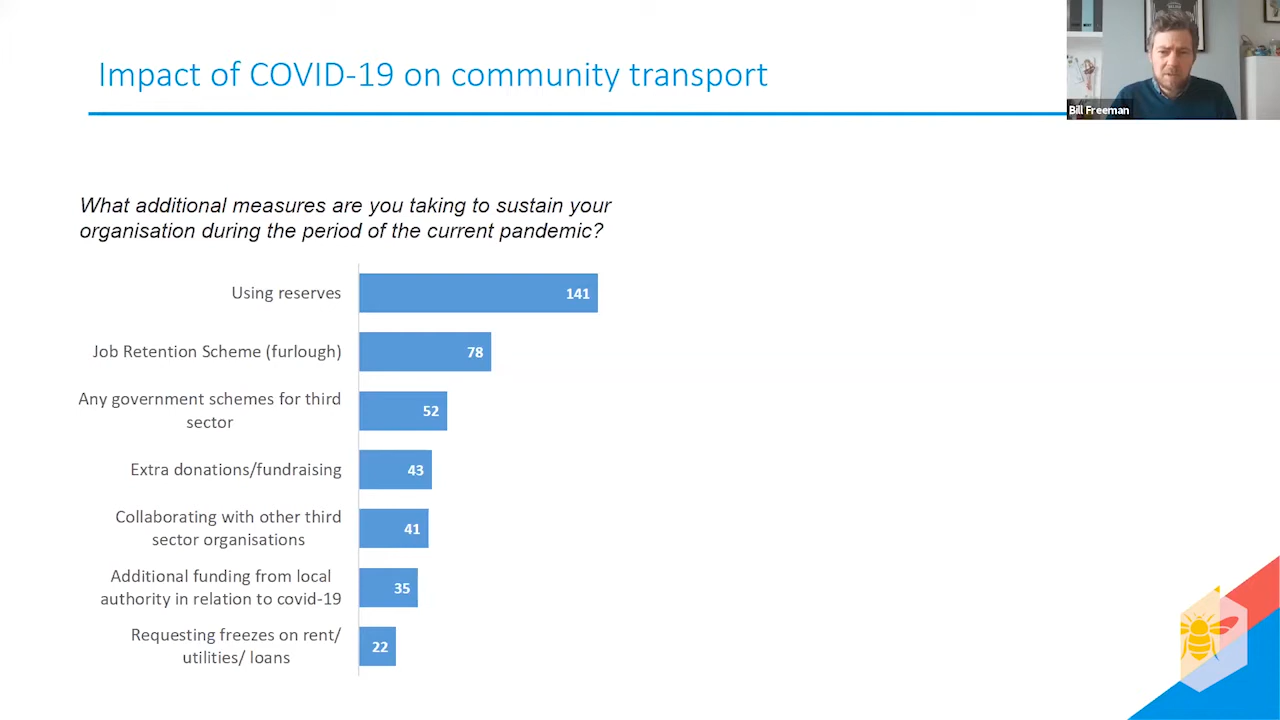 Impact of COVID-19 on community transport
Bill Freeman
What additional measures are you taking to sustain your
organisation during the period of the current pandemic?
Using reserves 141
Job Retention Scheme (furlough) 78
Any government schemes for third
sector 52
Extra donations/fundraising 43
Collaborating with other third
sector organisations 41
Additional funding from local
authority in relation to covid-19 35
Requesting freezes on rent/
utilities/ loans 22